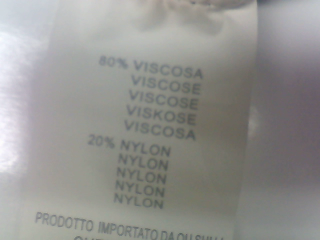 80% VISCOSA
VISCOSE
VISCOSE
VISKOSE
VISCOSA
20% NYLON
NYLON
NYLON
NYLON
NYLON
PRODOTTO IMPORTATO DA